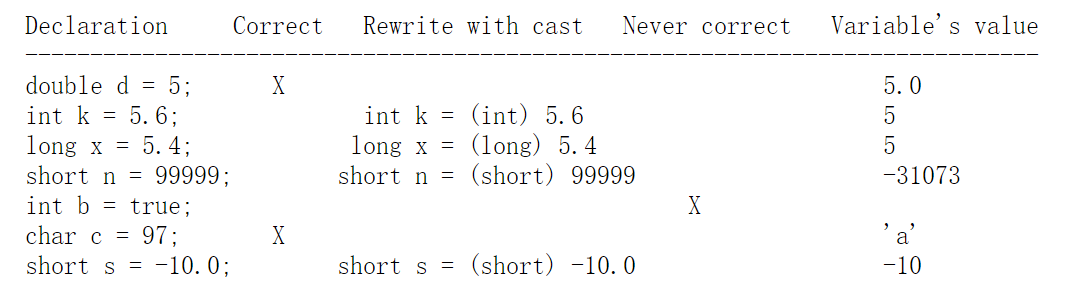 Declaration Correct Rewrite with cast Never correct Variable's value
------------------------------------------------------------------------------
double d = 5; X 5.0
int k = 5.6; int k = (int) 5.6 5
long x = 5.4; long x = (long) 5.4 5
short n = 99999; short n = (short) 99999 -31073
int b = true; X
char c = 97; X 'a'
short s = -10.0; short s = (short) -10.0 -10